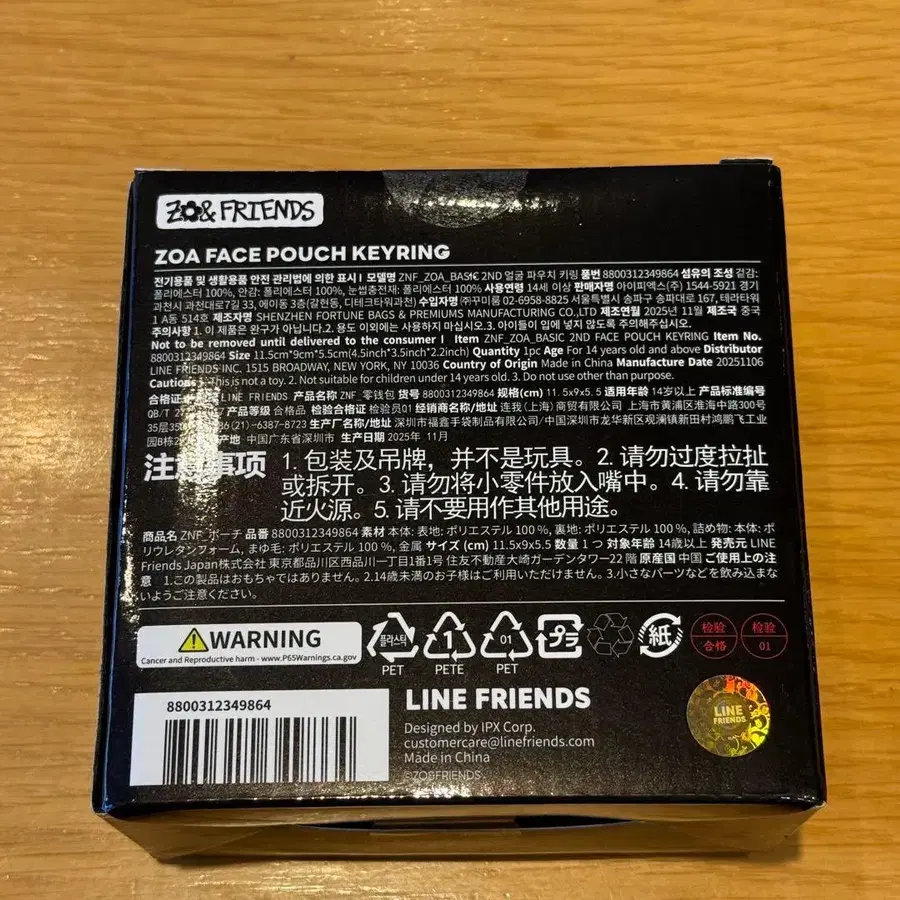 ZO& FRIENDS
ZOA FACE POUCH KEYRING
전기용품 및 생활용품 안전 관리법에 의한 표시 I 모델명 ZNF_ZOA_BASIC 2ND 얼굴 파우치 키링 품번 8800312349864 섬유의 조성 겉감:
폴리에스터 100%, 안감: 폴리에스터 100%, 눈썹충전재: 폴리에스터 100% 사용연령 14세 이상 판매자명 아이피엑스(주) 1544-5921 경기
과천시 과천대로7길 33, 에이동 3층(갈현동, 디테크타워과천) 수입자명 ㈜꾸미룸 02-6958-8825 서울특별시 송파구 송파대로 167, 테라타워
1 A동 514호 제조자명 SHENZHEN FORTUNE BAGS & PREMIUMS MANUFACTURING CO.,LTD 제조연월 2025년 11월 제조국 중국
주의사항 1. 이 제품은 완구가 아닙니다.2. 용도 이외에는 사용하지 마십시오.3. 아이들이 입에 넣지 않도록 주의해주십시오.
Not to be removed until delivered to the consumer I Item ZNF_ZOA_BASIC 2ND FACE POUCH KEYRING Item No.
8800312349864 Size 11.5cm*9cm*5.5cm(4.5inch*3.5inch*2.2inch) Quantity 1pc Age For 14 years old and above Distributor
LINE FRIENDS INC. 1515 BROADWAY, NEW YORK, NY 10036 Country of Origin Made in China Manufacture Date 20251106
Cautions 1. This is not a toy. 2. Not suitable for children under 14 years old. 3. Do not use other than purpose.
合格证 LINE FRIENDS 产品名称 ZNF_零钱包 货号 8800312349864 规格(cm) 11.5x9x5.5 适用年龄 14岁以上 产品标准编号
QB/T 产品等级 合格品 检验合格证 检验员01 经销商名称/地址 连我(上海)商贸有限公司 上海市黄浦区淮海中路300号
35层 (21)-6387-8723 生产厂名称/地址 深圳市福鑫手袋制品有限公司/中国深圳市龙华新区观澜镇新田村鸿鹏飞工业
园B栋 产地 中国广东省深圳市 生产日期 2025年 11月
注意事项 1. 包装及吊牌，并不是玩具。2. 请勿过度拉扯
或拆开。3. 请勿将小零件放入嘴中。4. 请勿靠
近火源。5. 请不要用作其他用途。
商品名 ZNF_ポーチ 品番 8800312349864 素材 本体: 表地: ポリエステル 100 %, 裏地: ポリエステル 100 %, 詰め物: 本体: ポ
リウレタンフォーム, まゆ毛: ポリエステル 100 %, 金属 サイズ (cm) 11.5x9x5.5 数量 1つ 対象年齢 14歳以上 発売元 LINE
Friends Japan株式会社 東京都品川区西品川一丁目1番1号 住友不動産大崎ガーデンタワー22 階 原産国 中国 ご使用上の注
意 1.この製品はおもちゃではありません。2.14歳未満のお子様はご利用いただけません。3.小さなパーツなどを飲み込まな
いようご注意ください。
WARNING
Cancer and Reproductive harm - www.P65Warnings.ca.gov
플라스틱 1 01 プラ 紙 检验 检验
合格 01
PET PETE PET
8800312349864
LINE FRIENDS
Designed by IPX Corp.
customercare@linefriends.com
Made in China
©ZO&FRIENDS
LINE
FRIENDS